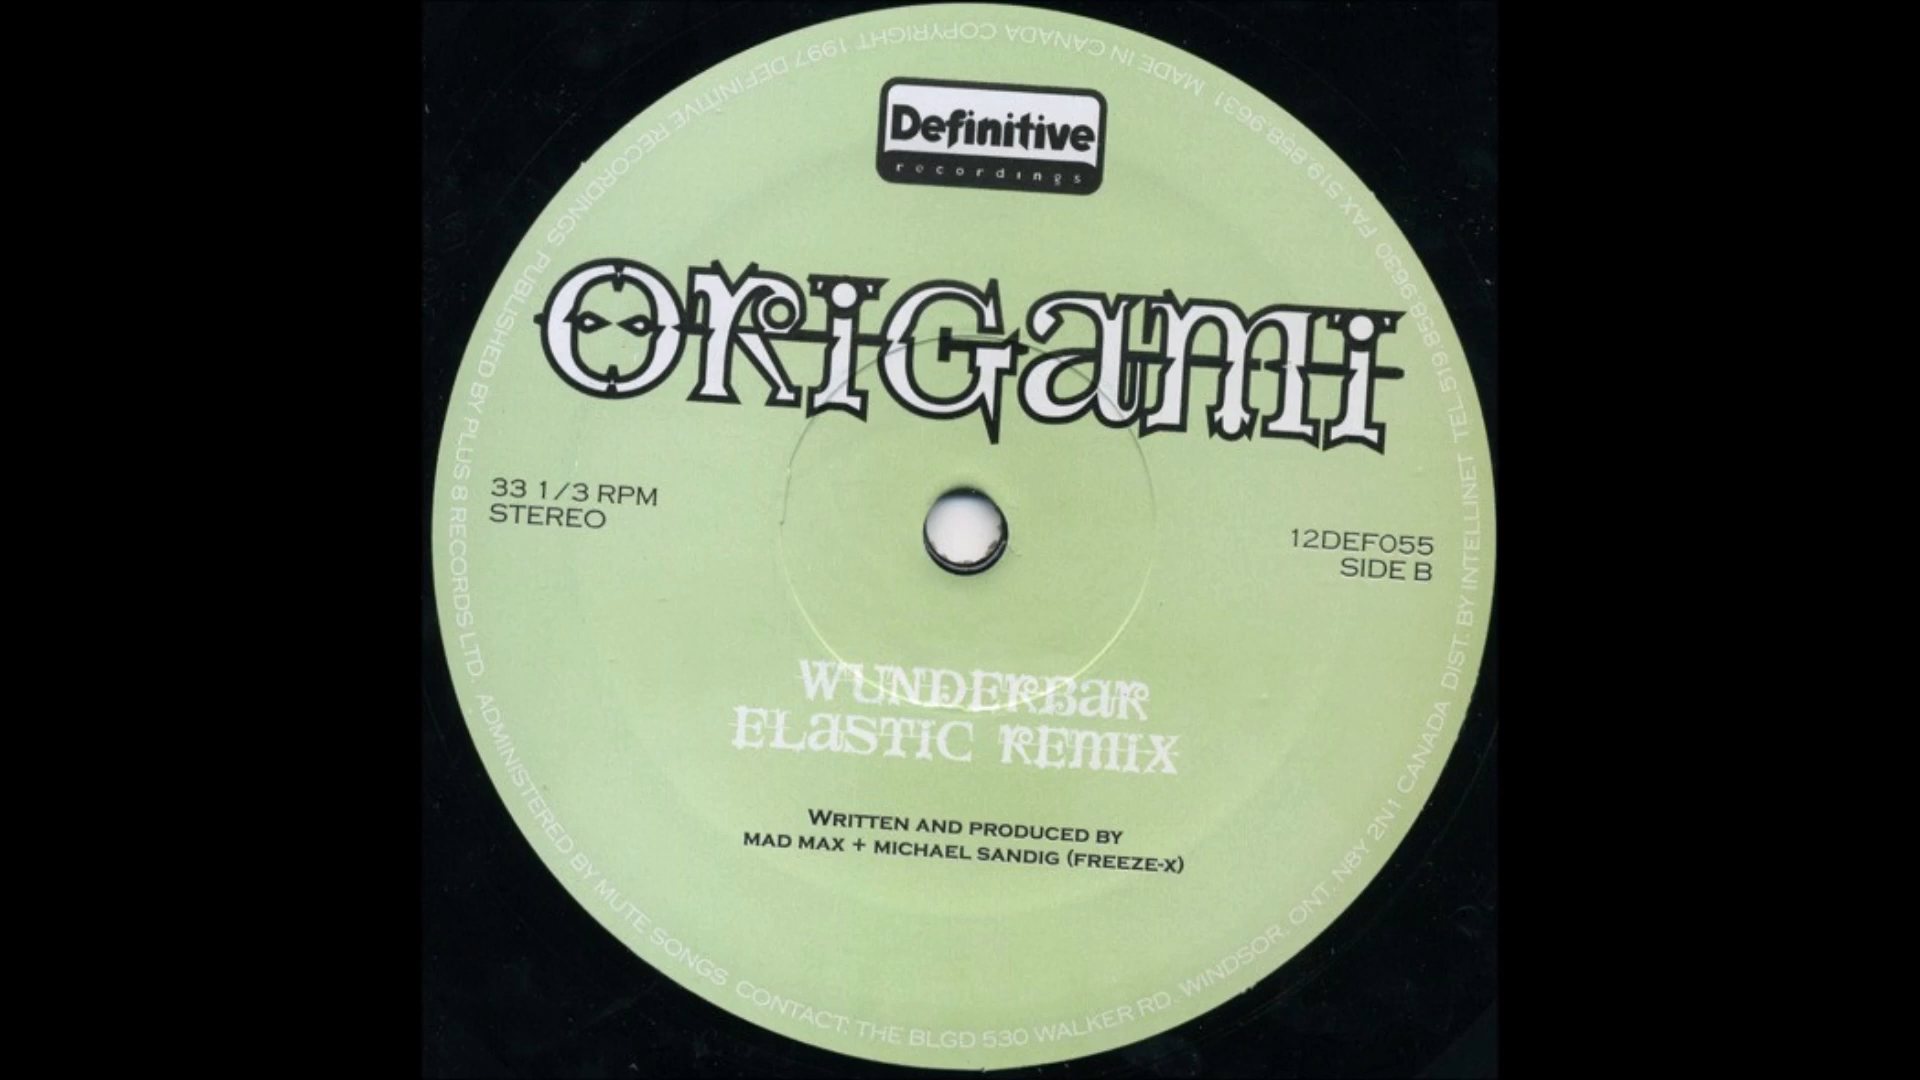 Definitive
recordings
ORIGAMI
33 1/3 RPM
STEREO
12DEF055
SIDE B
WUNDERBAR
ELASTIC REMIX
WRITTEN AND PRODUCED BY
MAD MAX + MICHAEL SANDIG (FREEZE-X)
MADE IN CANADA COPYRIGHT 1997 DEFINITIVE RECORDINGS. PUBLISHED BY PLUS 8 RECORDS LTD. ADMINISTERED BY MUTE SONGS. CONTACT: THE BLGD 530 WALKER RD. WINDSOR. ONT. N8Y 2N1 CANADA DIST. BY INTELLINET TEL 519.858.9630 FAX 519.858.9631